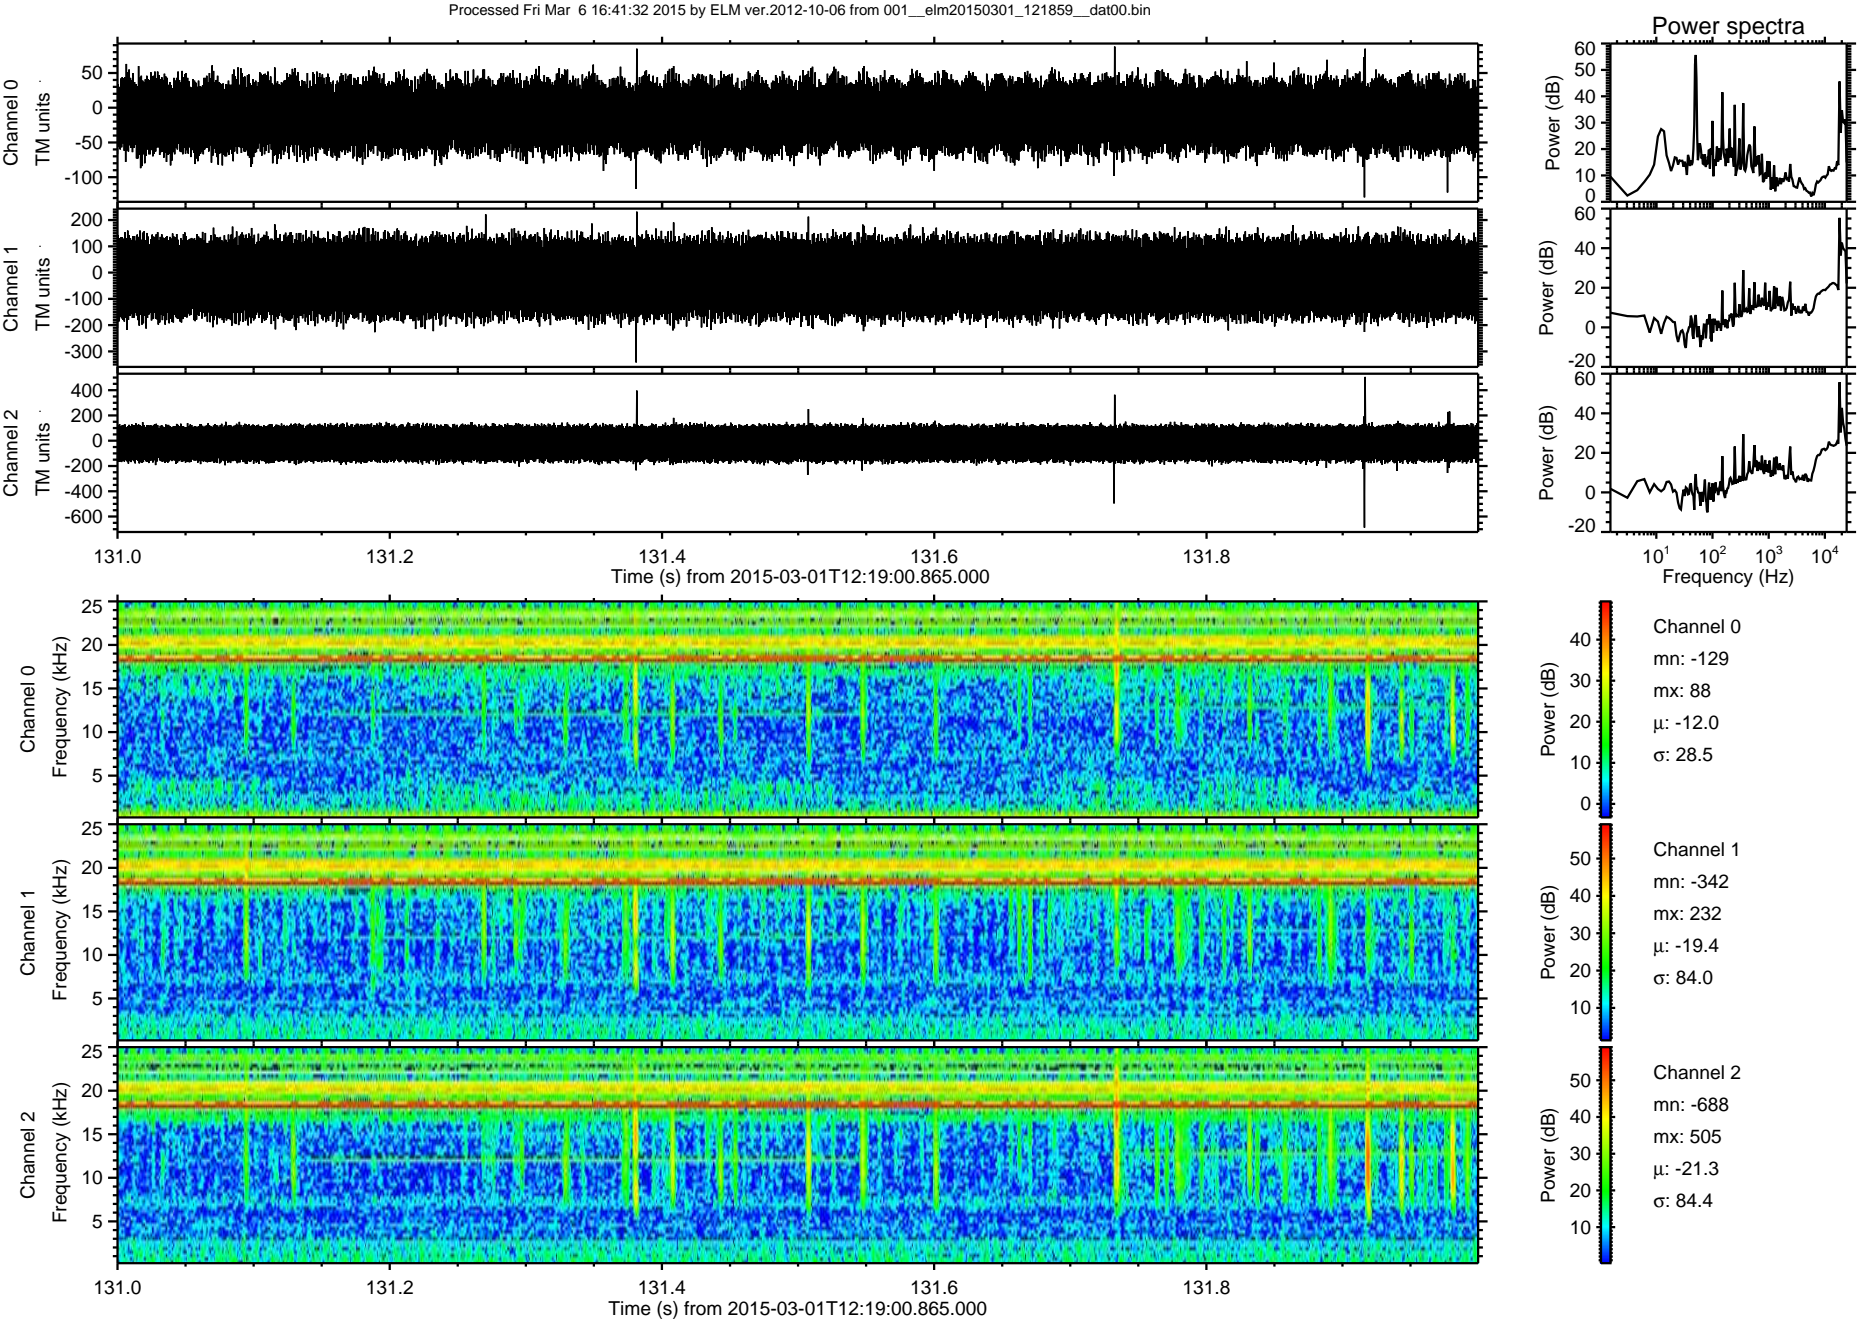 Processed Fri Mar 6 16:41:32 2015 by ELM ver.2012-10-06 from 001__elm20150301_121859__dat00.bin
Power spectra
Channel 0
TM units
50
0
-50
-100
Power (dB)
60
50
40
30
20
10
0
Channel 1
TM units
200
100
0
-100
-200
-300
Power (dB)
60
40
20
0
-20
Channel 2
TM units
400
200
0
-200
-400
-600
Power (dB)
60
40
20
0
-20
131.0 131.2 131.4 131.6 131.8
Time (s) from 2015-03-01T12:19:00.865.000
10^1 10^2 10^3 10^4
Frequency (Hz)
Channel 0
Frequency (kHz)
25
20
15
10
5
Power (dB)
40
30
20
10
0
Channel 0
mn: -129
mx: 88
μ: -12.0
σ: 28.5
Channel 1
Frequency (kHz)
25
20
15
10
5
Power (dB)
50
40
30
20
10
Channel 1
mn: -342
mx: 232
μ: -19.4
σ: 84.0
Channel 2
Frequency (kHz)
25
20
15
10
5
Power (dB)
50
40
30
20
10
Channel 2
mn: -688
mx: 505
μ: -21.3
σ: 84.4
131.0 131.2 131.4 131.6 131.8
Time (s) from 2015-03-01T12:19:00.865.000